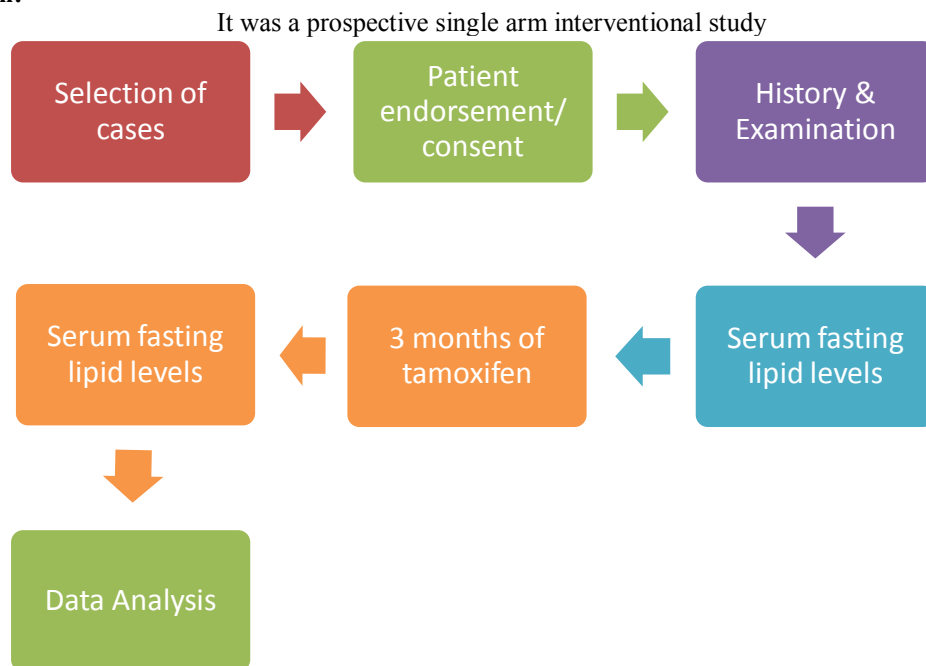 It was a prospective single arm interventional study
Selection of
cases
Patient
endorsement/
consent
History &
Examination
Serum fasting
lipid levels
3 months of
tamoxifen
Serum fasting
lipid levels
Data Analysis